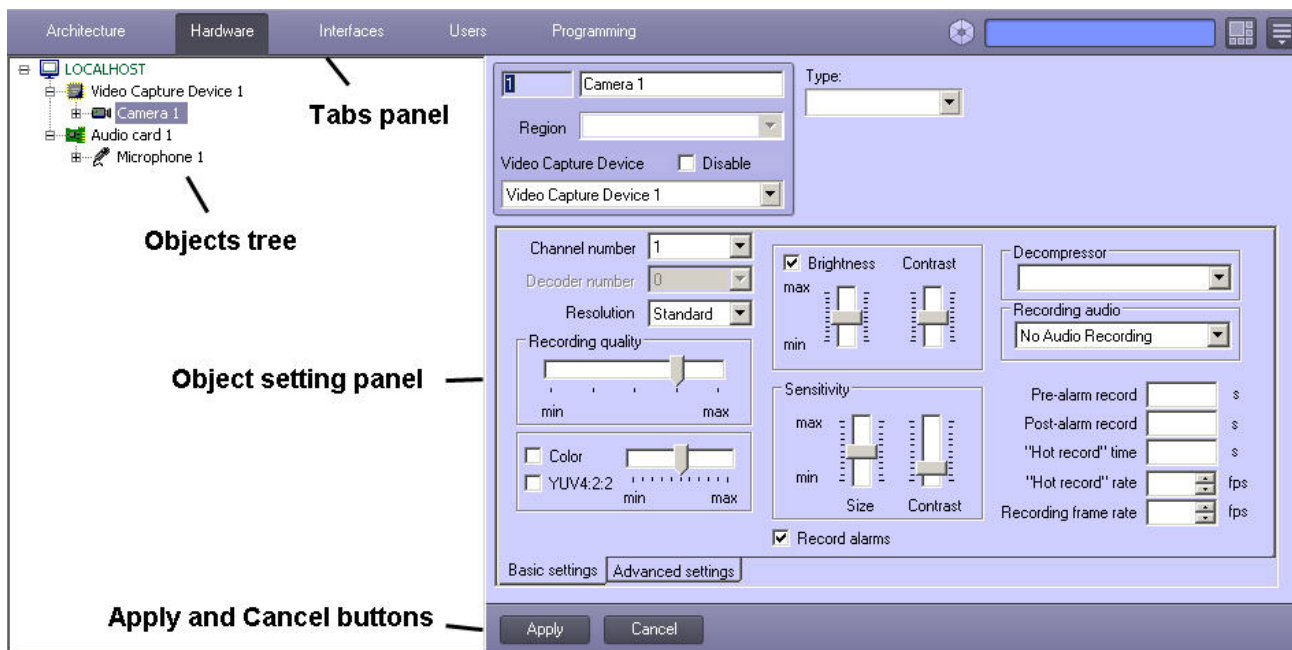 Architecture Hardware Interfaces Users Programming
LOCALHOST
Video Capture Device 1
Camera 1
Audio card 1
Microphone 1
Tabs panel
Objects tree
Object setting panel
Apply and Cancel buttons
1 Camera 1
Region
Video Capture Device Disable
Video Capture Device 1
Type:
Channel number 1
Decoder number 0
Resolution Standard
Recording quality
min max
Color
YUV4:2:2
min max
Brightness Contrast
max
min
Sensitivity
max
min
Size Contrast
Record alarms
Decompressor
Recording audio
No Audio Recording
Pre-alarm record s
Post-alarm record s
"Hot record" time s
"Hot record" rate fps
Recording frame rate fps
Basic settings Advanced settings
Apply Cancel